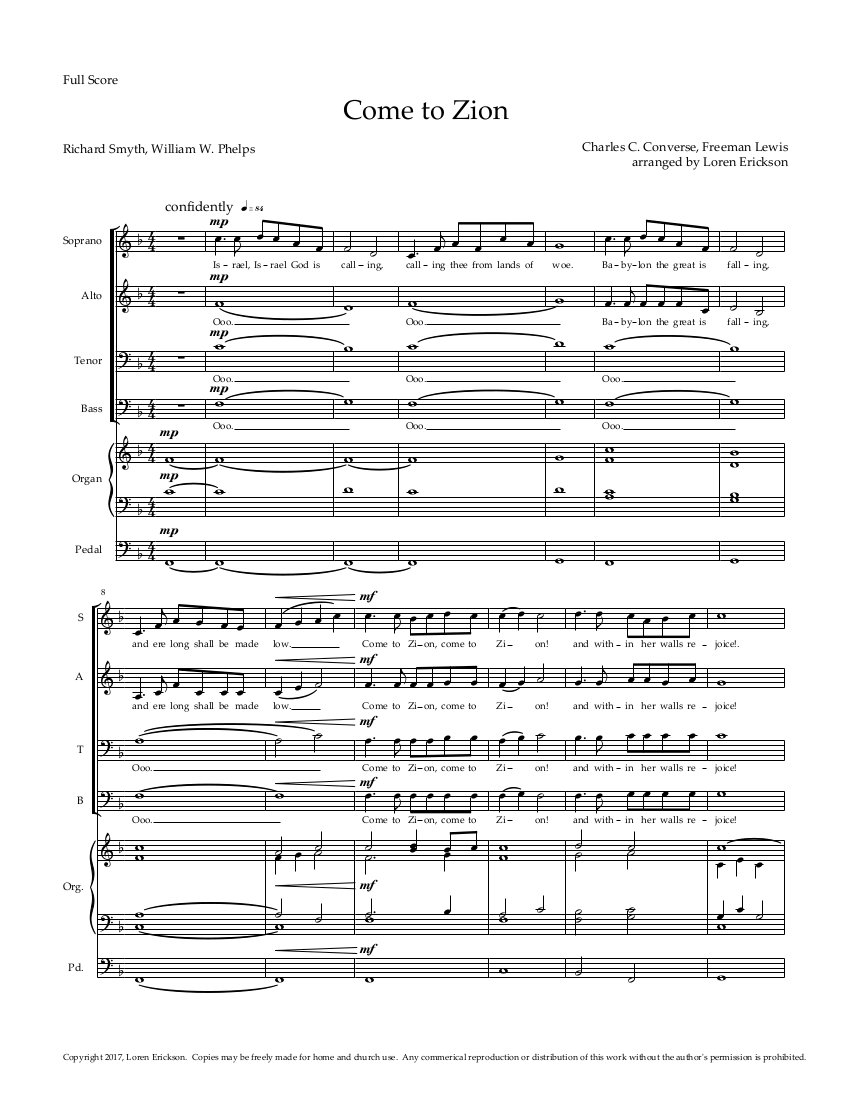 Full Score
Come to Zion
Richard Smyth, William W. Phelps
Charles C. Converse, Freeman Lewis
arranged by Loren Erickson
confidently ♩= 84
mp
Soprano
Is – rael, Is – rael God is call – ing, call – ing thee from lands of woe. Ba – by – lon the great is fall – ing,
mp
Alto
Ooo. Ooo. Ba – by – lon the great is fall – ing,
mp
Tenor
Ooo. Ooo. Ooo.
mp
Bass
Ooo. Ooo. Ooo.
mp
Organ
mp
mp
Pedal
8
mf
S
and ere long shall be made low. Come to Zi – on, come to Zi – on! and with – in her walls re – joice!.
mf
A
and ere long shall be made low. Come to Zi – on, come to Zi – on! and with – in her walls re – joice!
mf
T
Ooo. Come to Zi – on, come to Zi – on! and with – in her walls re – joice!
mf
B
Ooo. Come to Zi – on, come to Zi – on! and with – in her walls re – joice!
Org.
mf
mf
Pd.
Copyright 2017, Loren Erickson. Copies may be freely made for home and church use. Any commerical reproduction or distribution of this work without the author's permission is prohibited.